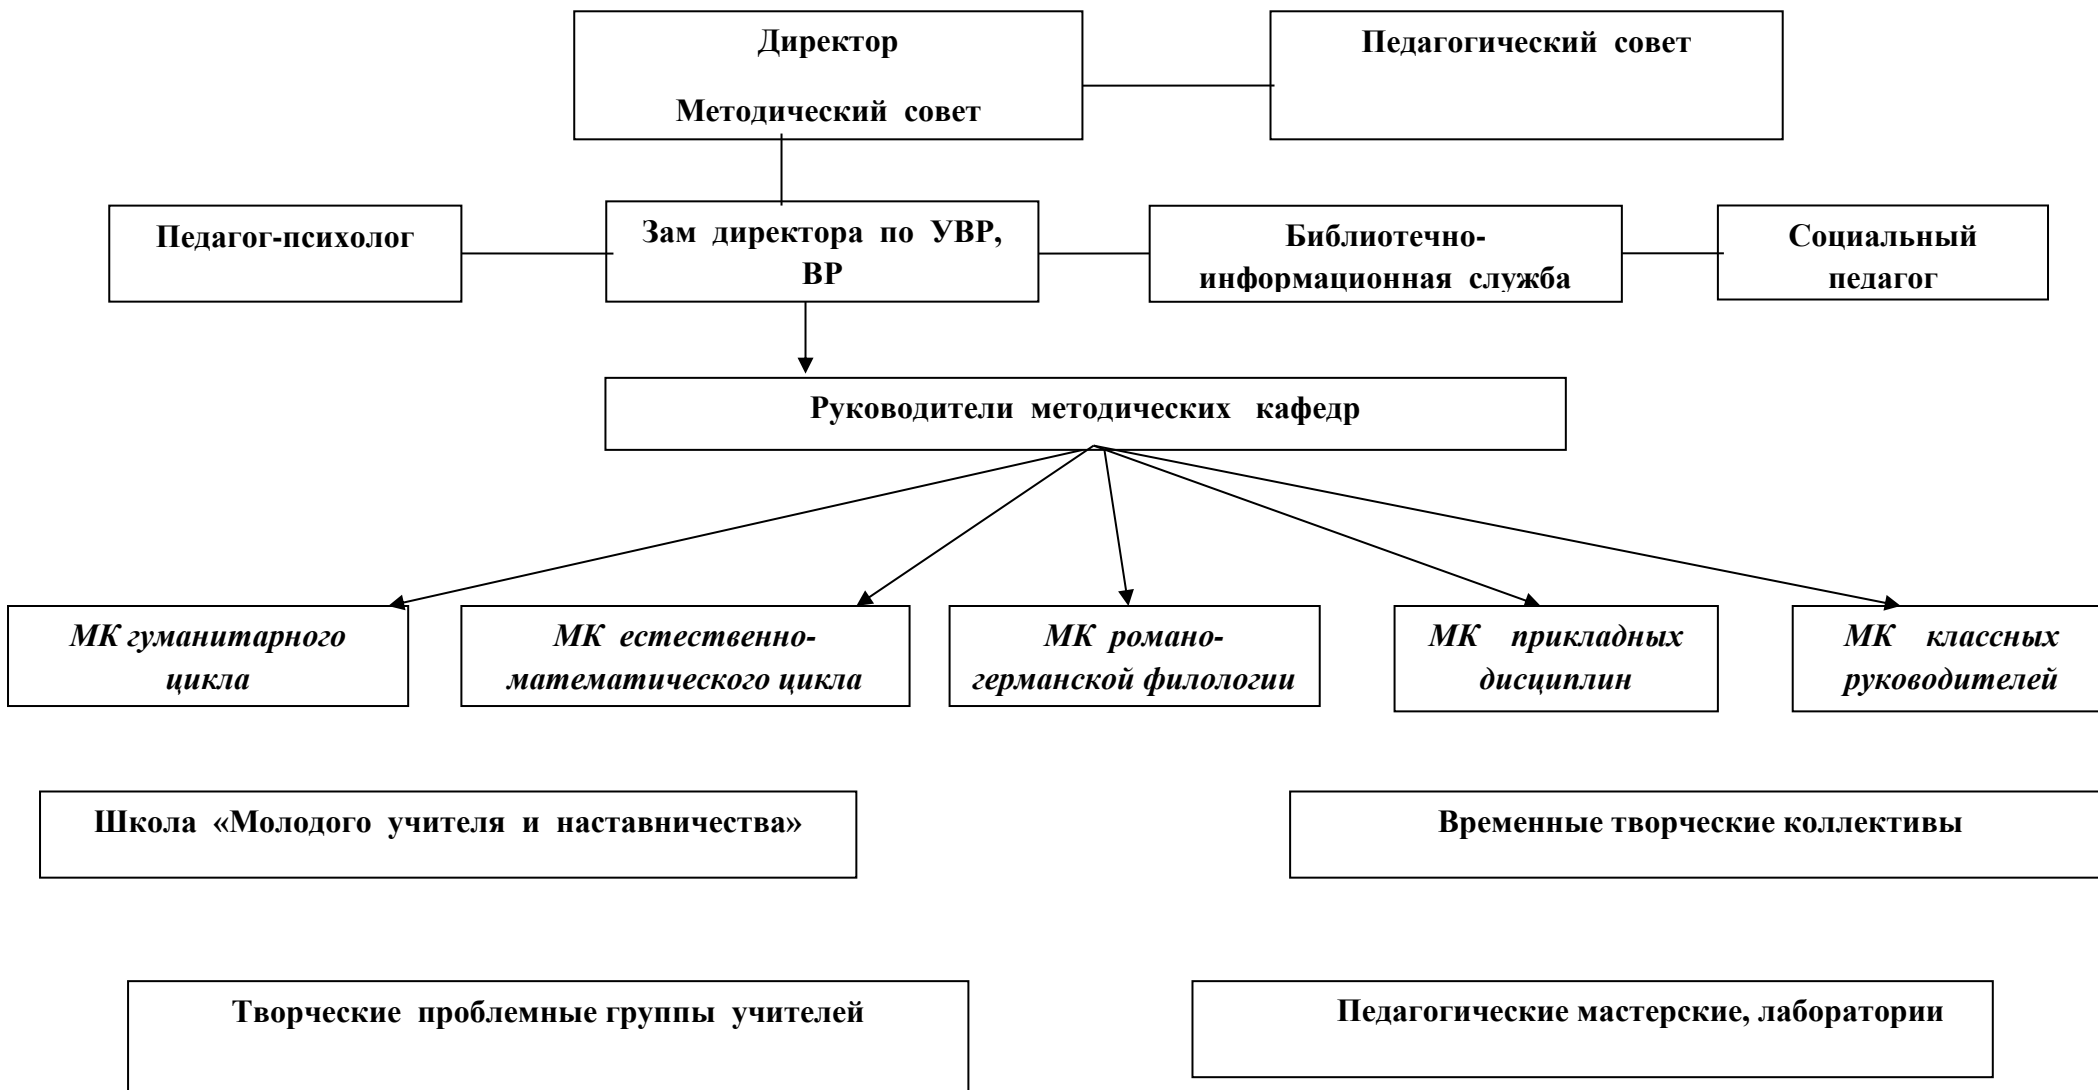 Директор
Методический совет
Педагогический совет
Педагог-психолог
Зам директора по УВР,
ВР
Библиотечно-
информационная служба
Социальный
педагог
Руководители методических кафедр
МК гуманитарного
цикла
МК естественно-
математического цикла
МК романо-
германской филологии
МК прикладных
дисциплин
МК классных
руководителей
Школа «Молодого учителя и наставничества»
Временные творческие коллективы
Творческие проблемные группы учителей
Педагогические мастерские, лаборатории